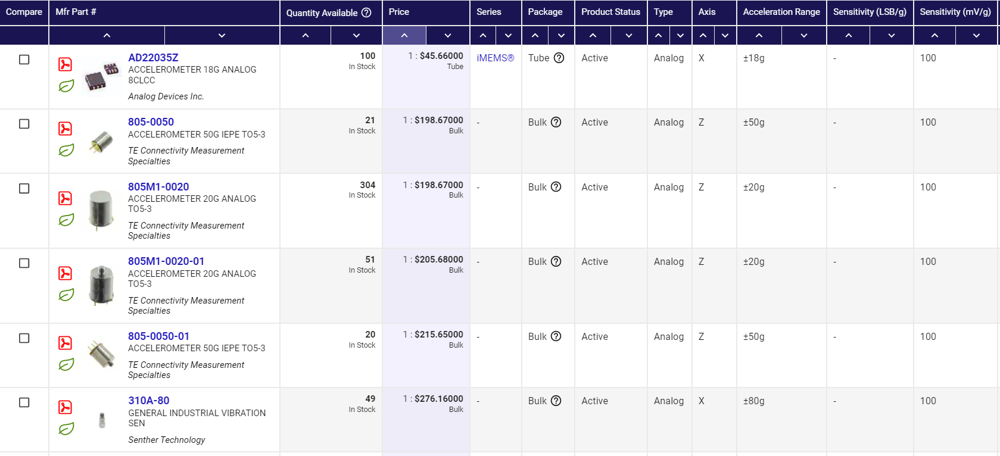 Compare Mfr Part # Quantity Available Price Series Package Product Status Type Axis Acceleration Range Sensitivity (LSB/g) Sensitivity (mV/g)
AD22035Z 100 1 : $45.66000 iMEMS® Tube Active Analog X ±18g - 100
ACCELEROMETER 18G ANALOG In Stock Tube
8CLCC
Analog Devices Inc.
805-0050 21 1 : $198.67000 - Bulk Active Analog Z ±50g - 100
ACCELEROMETER 50G IEPE TO5-3 In Stock Bulk
TE Connectivity Measurement
Specialties
805M1-0020 304 1 : $198.67000 - Bulk Active Analog Z ±20g - 100
ACCELEROMETER 20G ANALOG In Stock Bulk
TO5-3
TE Connectivity Measurement
Specialties
805M1-0020-01 51 1 : $205.68000 - Bulk Active Analog Z ±20g - 100
ACCELEROMETER 20G ANALOG In Stock Bulk
TO5-3
TE Connectivity Measurement
Specialties
805-0050-01 20 1 : $215.65000 - Bulk Active Analog Z ±50g - 100
ACCELEROMETER 50G IEPE TO5-3 In Stock Bulk
TE Connectivity Measurement
Specialties
310A-80 49 1 : $276.16000 - Bulk Active Analog X ±80g - 100
GENERAL INDUSTRIAL VIBRATION In Stock Bulk
SEN
Senther Technology